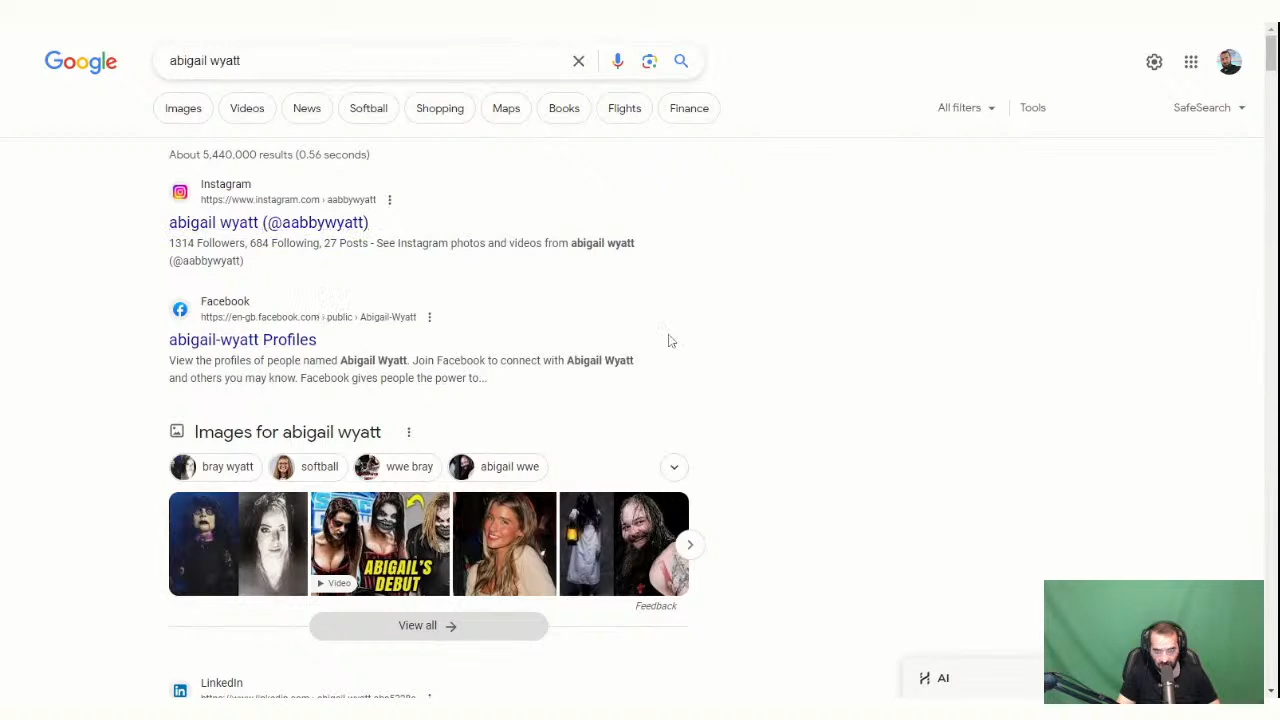 Google
abigail wyatt
Images
Videos
News
Softball
Shopping
Maps
Books
Flights
Finance
All filters
Tools
SafeSearch
About 5,440,000 results (0.56 seconds)
Instagram
https://www.instagram.com › aabbywyatt
abigail wyatt (@aabbywyatt)
1314 Followers, 684 Following, 27 Posts - See Instagram photos and videos from abigail wyatt
(@aabbywyatt)
Facebook
https://en-gb.facebook.com › public › Abigail-Wyatt
abigail-wyatt Profiles
View the profiles of people named Abigail Wyatt. Join Facebook to connect with Abigail Wyatt
and others you may know. Facebook gives people the power to...
Images for abigail wyatt
bray wyatt
softball
wwe bray
abigail wwe
ABIGAIL'S
DEBUT
Video
Feedback
View all
LinkedIn
AI